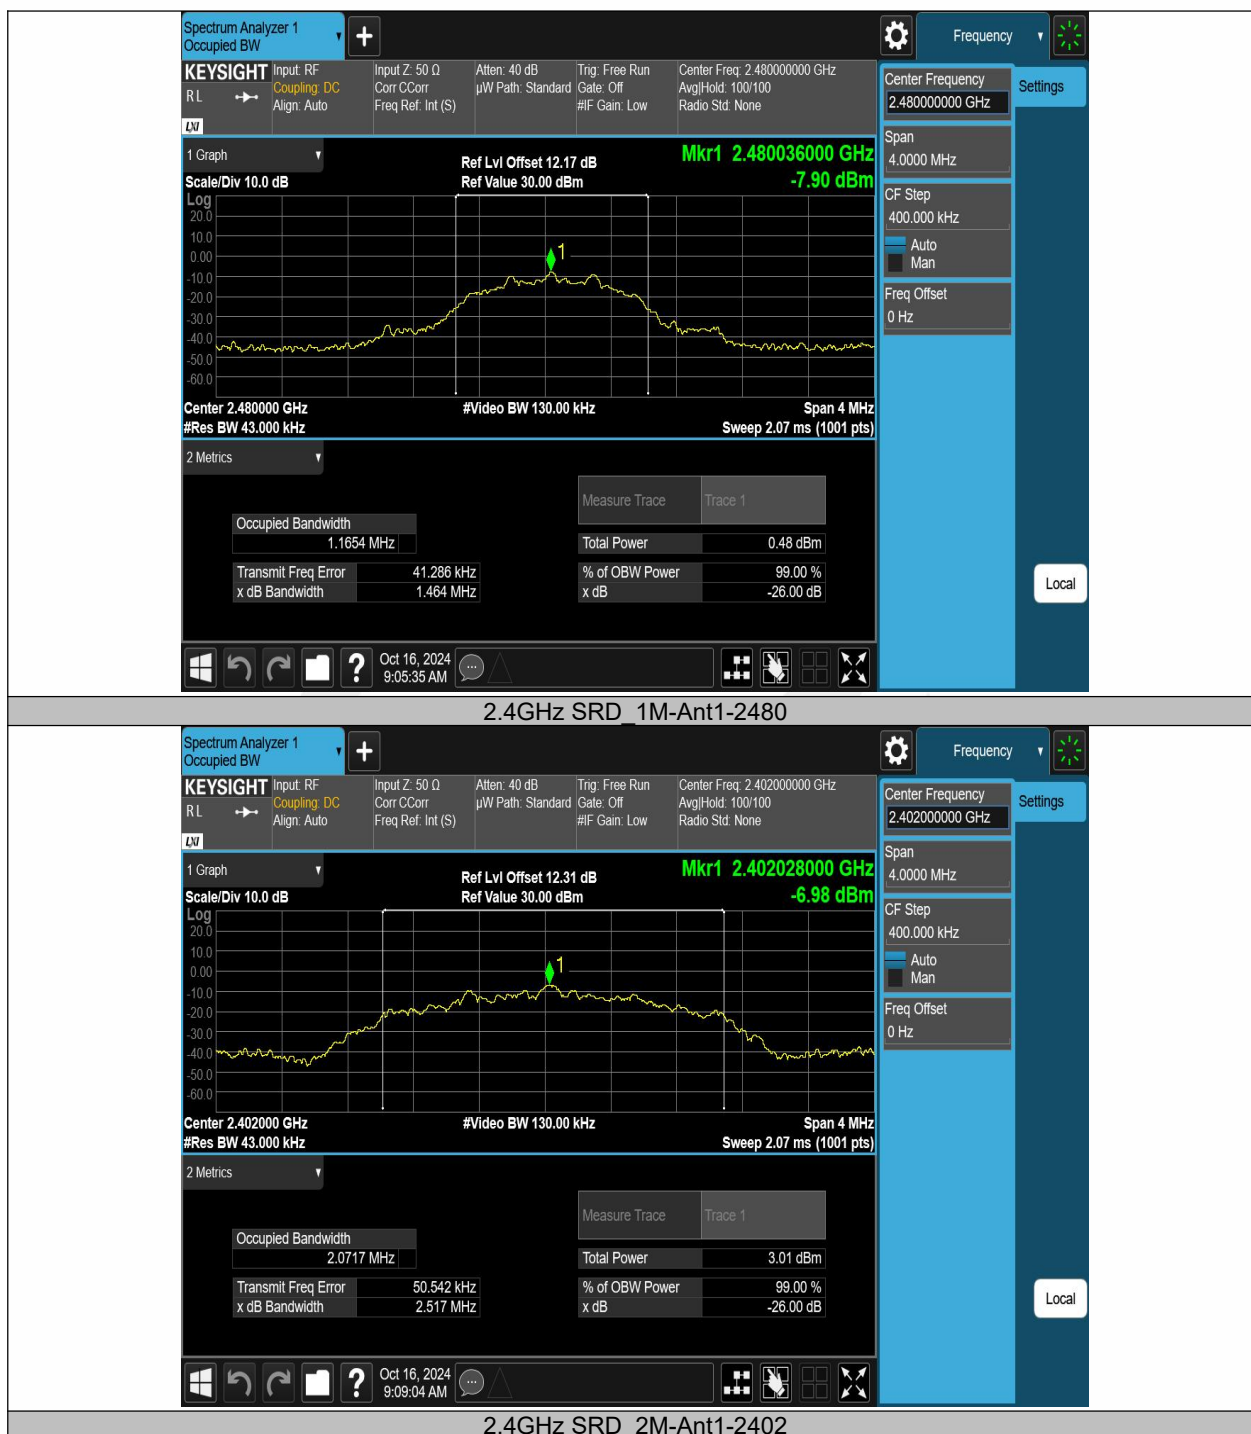 Spectrum Analyzer 1
Occupied BW
Frequency
KEYSIGHT
RL
LXI
Input: RF
Coupling: DC
Align: Auto
Input Z: 50 Ω
Corr CCorr
Freq Ref: Int (S)
Atten: 40 dB
µW Path: Standard
Trig: Free Run
Gate: Off
#IF Gain: Low
Center Freq: 2.480000000 GHz
Avg|Hold: 100/100
Radio Std: None
Center Frequency
2.480000000 GHz
Settings
Span
4.0000 MHz
CF Step
400.000 kHz
Auto
Man
Freq Offset
0 Hz
Local
1 Graph
Scale/Div 10.0 dB
Ref Lvl Offset 12.17 dB
Ref Value 30.00 dBm
Mkr1 2.480036000 GHz
-7.90 dBm
Log
20.0
10.0
0.00
-10.0
-20.0
-30.0
-40.0
-50.0
-60.0
1
Center 2.480000 GHz
#Video BW 130.00 kHz
Span 4 MHz
#Res BW 43.000 kHz
Sweep 2.07 ms (1001 pts)
2 Metrics
Measure Trace
Trace 1
Occupied Bandwidth
1.1654 MHz
Total Power 0.48 dBm
Transmit Freq Error 41.286 kHz
% of OBW Power 99.00 %
x dB Bandwidth 1.464 MHz
x dB -26.00 dB
?
Oct 16, 2024
9:05:35 AM
2.4GHz SRD_1M-Ant1-2480
Spectrum Analyzer 1
Occupied BW
Frequency
KEYSIGHT
RL
LXI
Input: RF
Coupling: DC
Align: Auto
Input Z: 50 Ω
Corr CCorr
Freq Ref: Int (S)
Atten: 40 dB
µW Path: Standard
Trig: Free Run
Gate: Off
#IF Gain: Low
Center Freq: 2.402000000 GHz
Avg|Hold: 100/100
Radio Std: None
Center Frequency
2.402000000 GHz
Settings
Span
4.0000 MHz
CF Step
400.000 kHz
Auto
Man
Freq Offset
0 Hz
Local
1 Graph
Scale/Div 10.0 dB
Ref Lvl Offset 12.31 dB
Ref Value 30.00 dBm
Mkr1 2.402028000 GHz
-6.98 dBm
Log
20.0
10.0
0.00
-10.0
-20.0
-30.0
-40.0
-50.0
-60.0
1
Center 2.402000 GHz
#Video BW 130.00 kHz
Span 4 MHz
#Res BW 43.000 kHz
Sweep 2.07 ms (1001 pts)
2 Metrics
Measure Trace
Trace 1
Occupied Bandwidth
2.0717 MHz
Total Power 3.01 dBm
Transmit Freq Error 50.542 kHz
% of OBW Power 99.00 %
x dB Bandwidth 2.517 MHz
x dB -26.00 dB
?
Oct 16, 2024
9:09:04 AM
2.4GHz SRD_2M-Ant1-2402